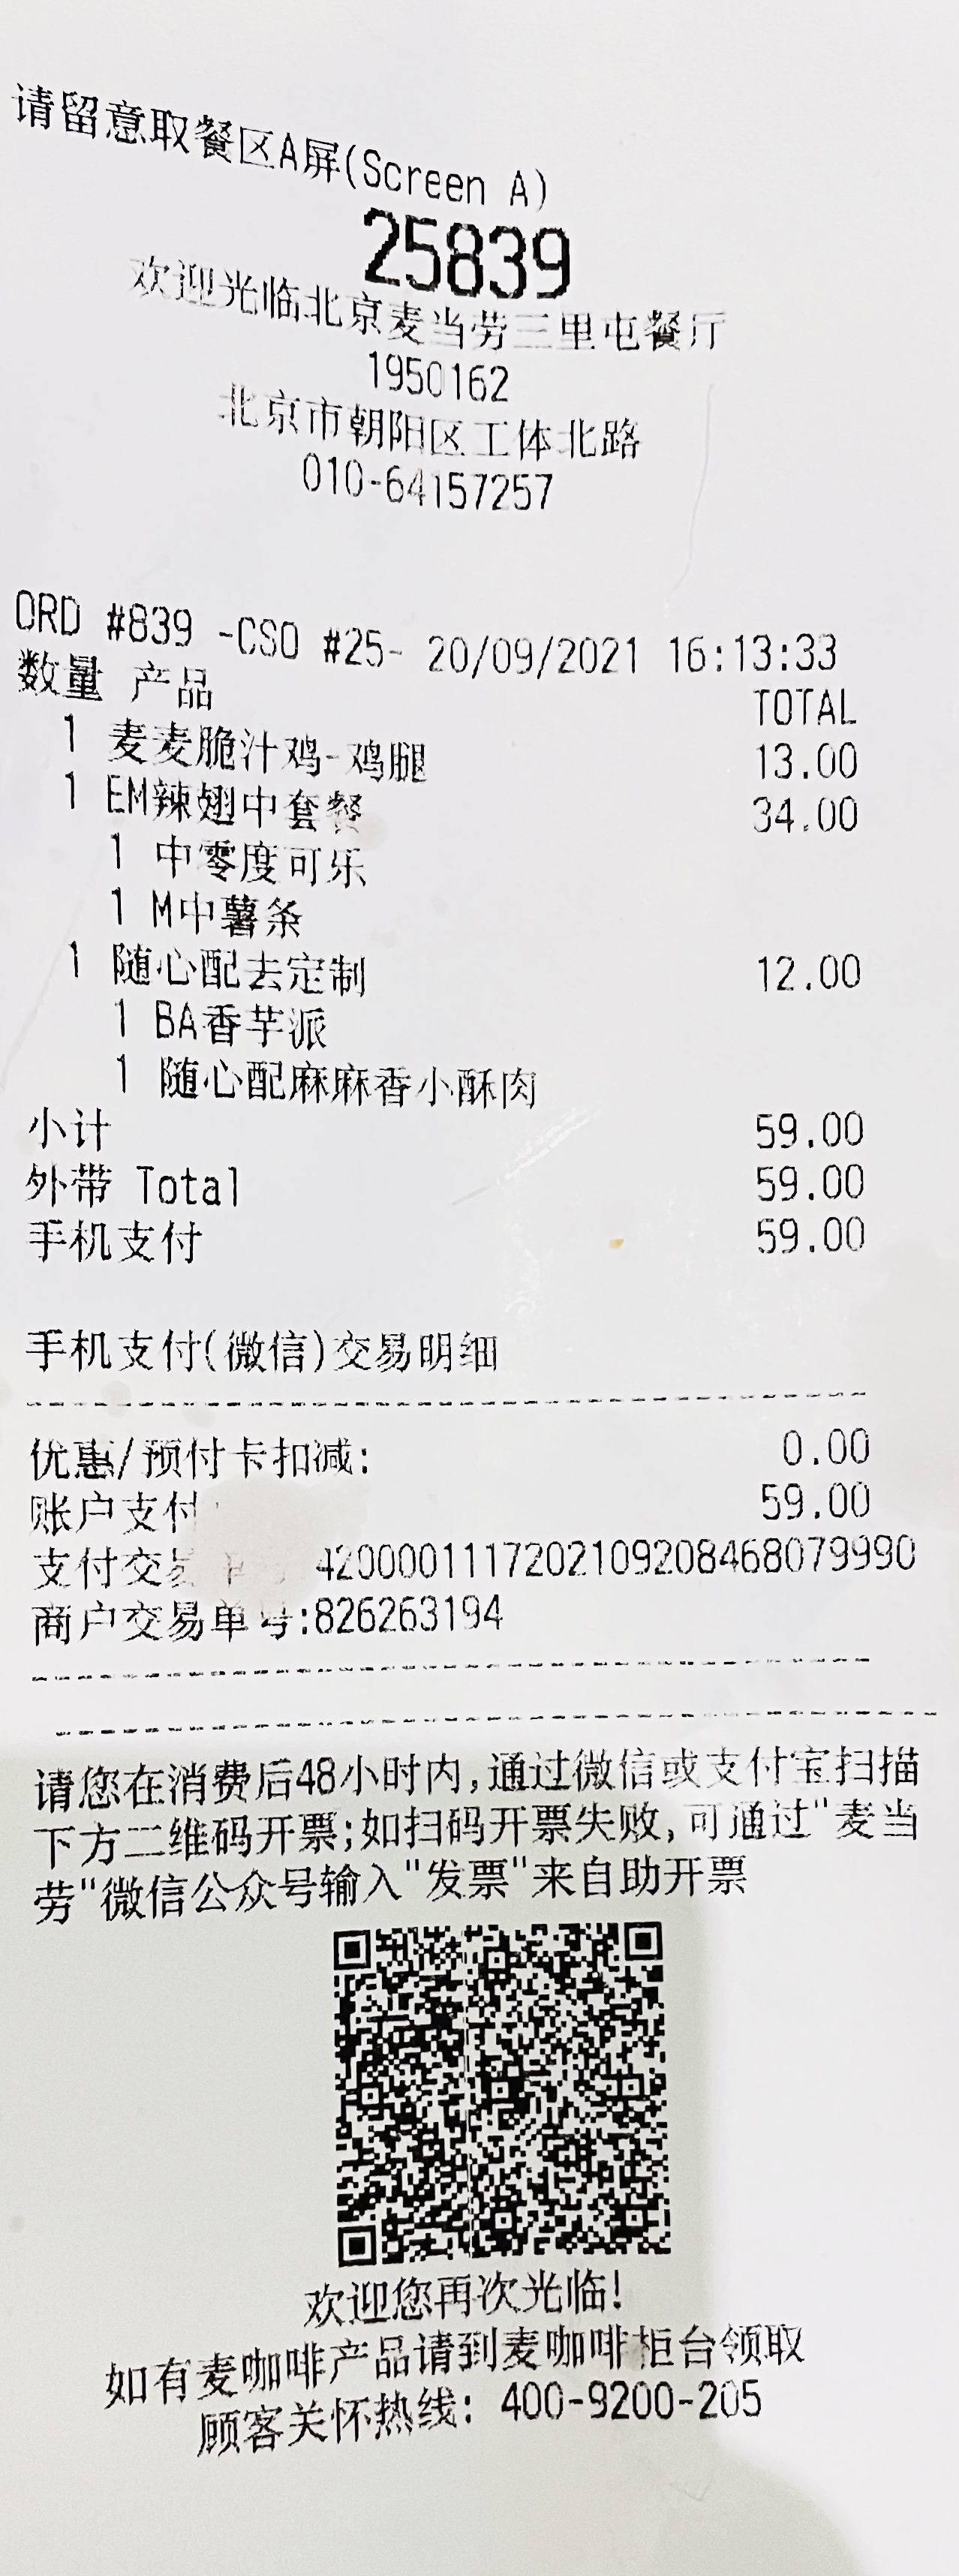 请留意取餐区A屏(Screen A)
25839
欢迎光临北京麦当劳三里屯餐厅
1950162
北京市朝阳区工体北路
010-64157257
ORD #839 -CSO #25- 20/09/2021 16:13:33
数量 产品 TOTAL
1 麦麦脆汁鸡-鸡腿 13.00
1 EM辣翅中套餐 34.00
1 中零度可乐
1 M中薯条
1 随心配去定制 12.00
1 BA香芋派
1 随心配麻麻香小酥肉
小计 59.00
外带 Total 59.00
手机支付 59.00
手机支付(微信)交易明细
优惠/预付卡扣减: 0.00
账户支付 59.00
支付交易 4200001117202109208468079990
商户交易单号:826263194
请您在消费后48小时内,通过微信或支付宝扫描
下方二维码开票;如扫码开票失败,可通过"麦当
劳"微信公众号输入"发票"来自助开票
欢迎您再次光临!
如有麦咖啡产品请到麦咖啡柜台领取
顾客关怀热线: 400-9200-205